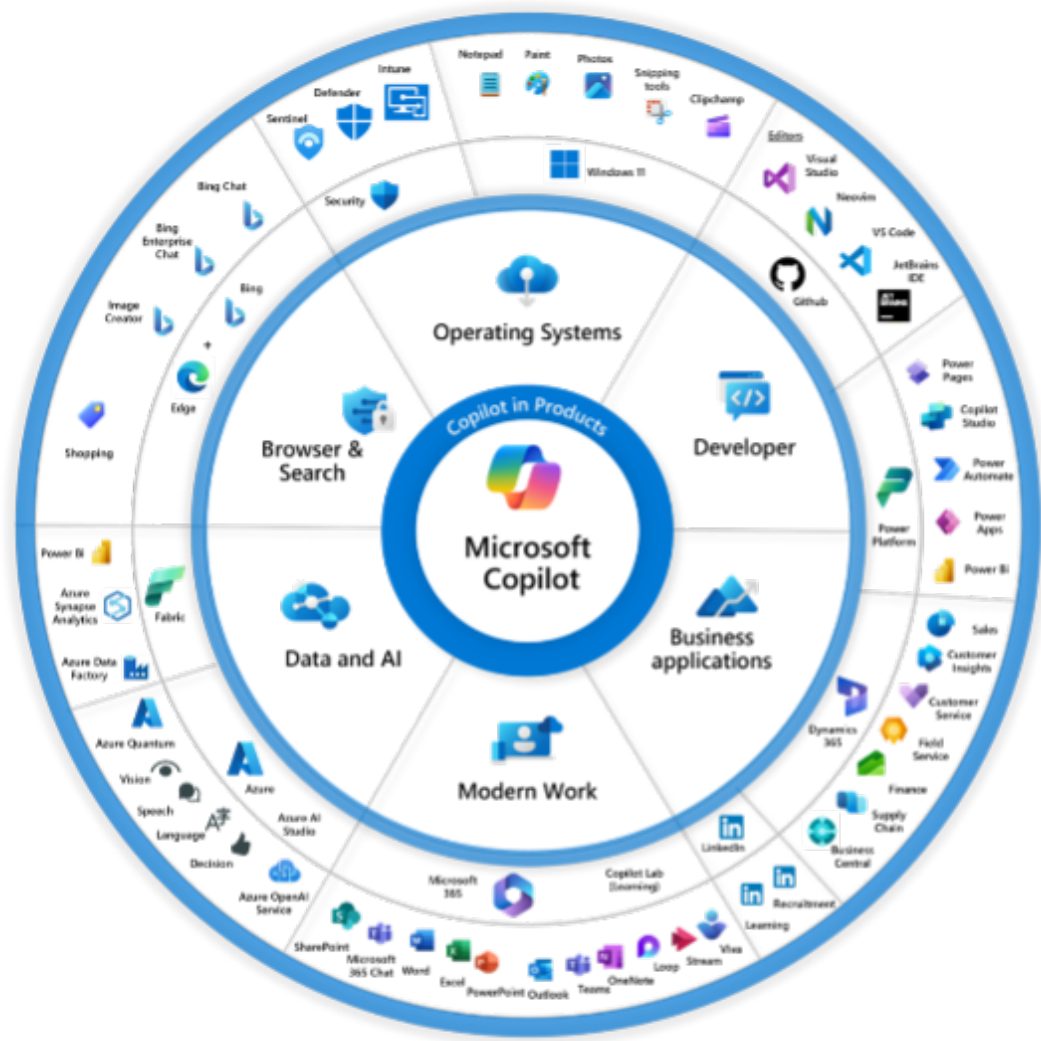 Notepad
Paint
Photos
Snipping
tools
Clipchamp
Intune
Defender
Sentinel
Security
Windows 11
Editors
Visual
Studio
Neovim
VS Code
JetBrains
IDE
JET
BRAINS
Github
Bing Chat
Bing
Enterprise
Chat
Image
Creator
Bing
+
Edge
Shopping
Operating Systems
Browser &
Search
Developer
Copilot in Products
Microsoft
Copilot
Data and AI
Business
applications
Modern Work
Power
Pages
Copilot
Studio
Power
Automate
Power
Apps
Power Bi
Power
Platform
Sales
Customer
Insights
Customer
Service
Field
Service
Finance
Supply
Chain
Business
Central
Dynamics
365
Power Bi
Azure
Synapse
Analytics
Azure Data
Factory
Fabric
Azure Quantum
Vision
Speech
Language
Decision
Azure OpenAI
Service
Azure
Azure AI
Studio
Microsoft
365
Copilot Lab
(Learning)
LinkedIn
in
Recruitment
in
Learning
in
SharePoint
Microsoft
365 Chat
Word
Excel
PowerPoint
Outlook
Teams
OneNote
Loop
Stream
Viva